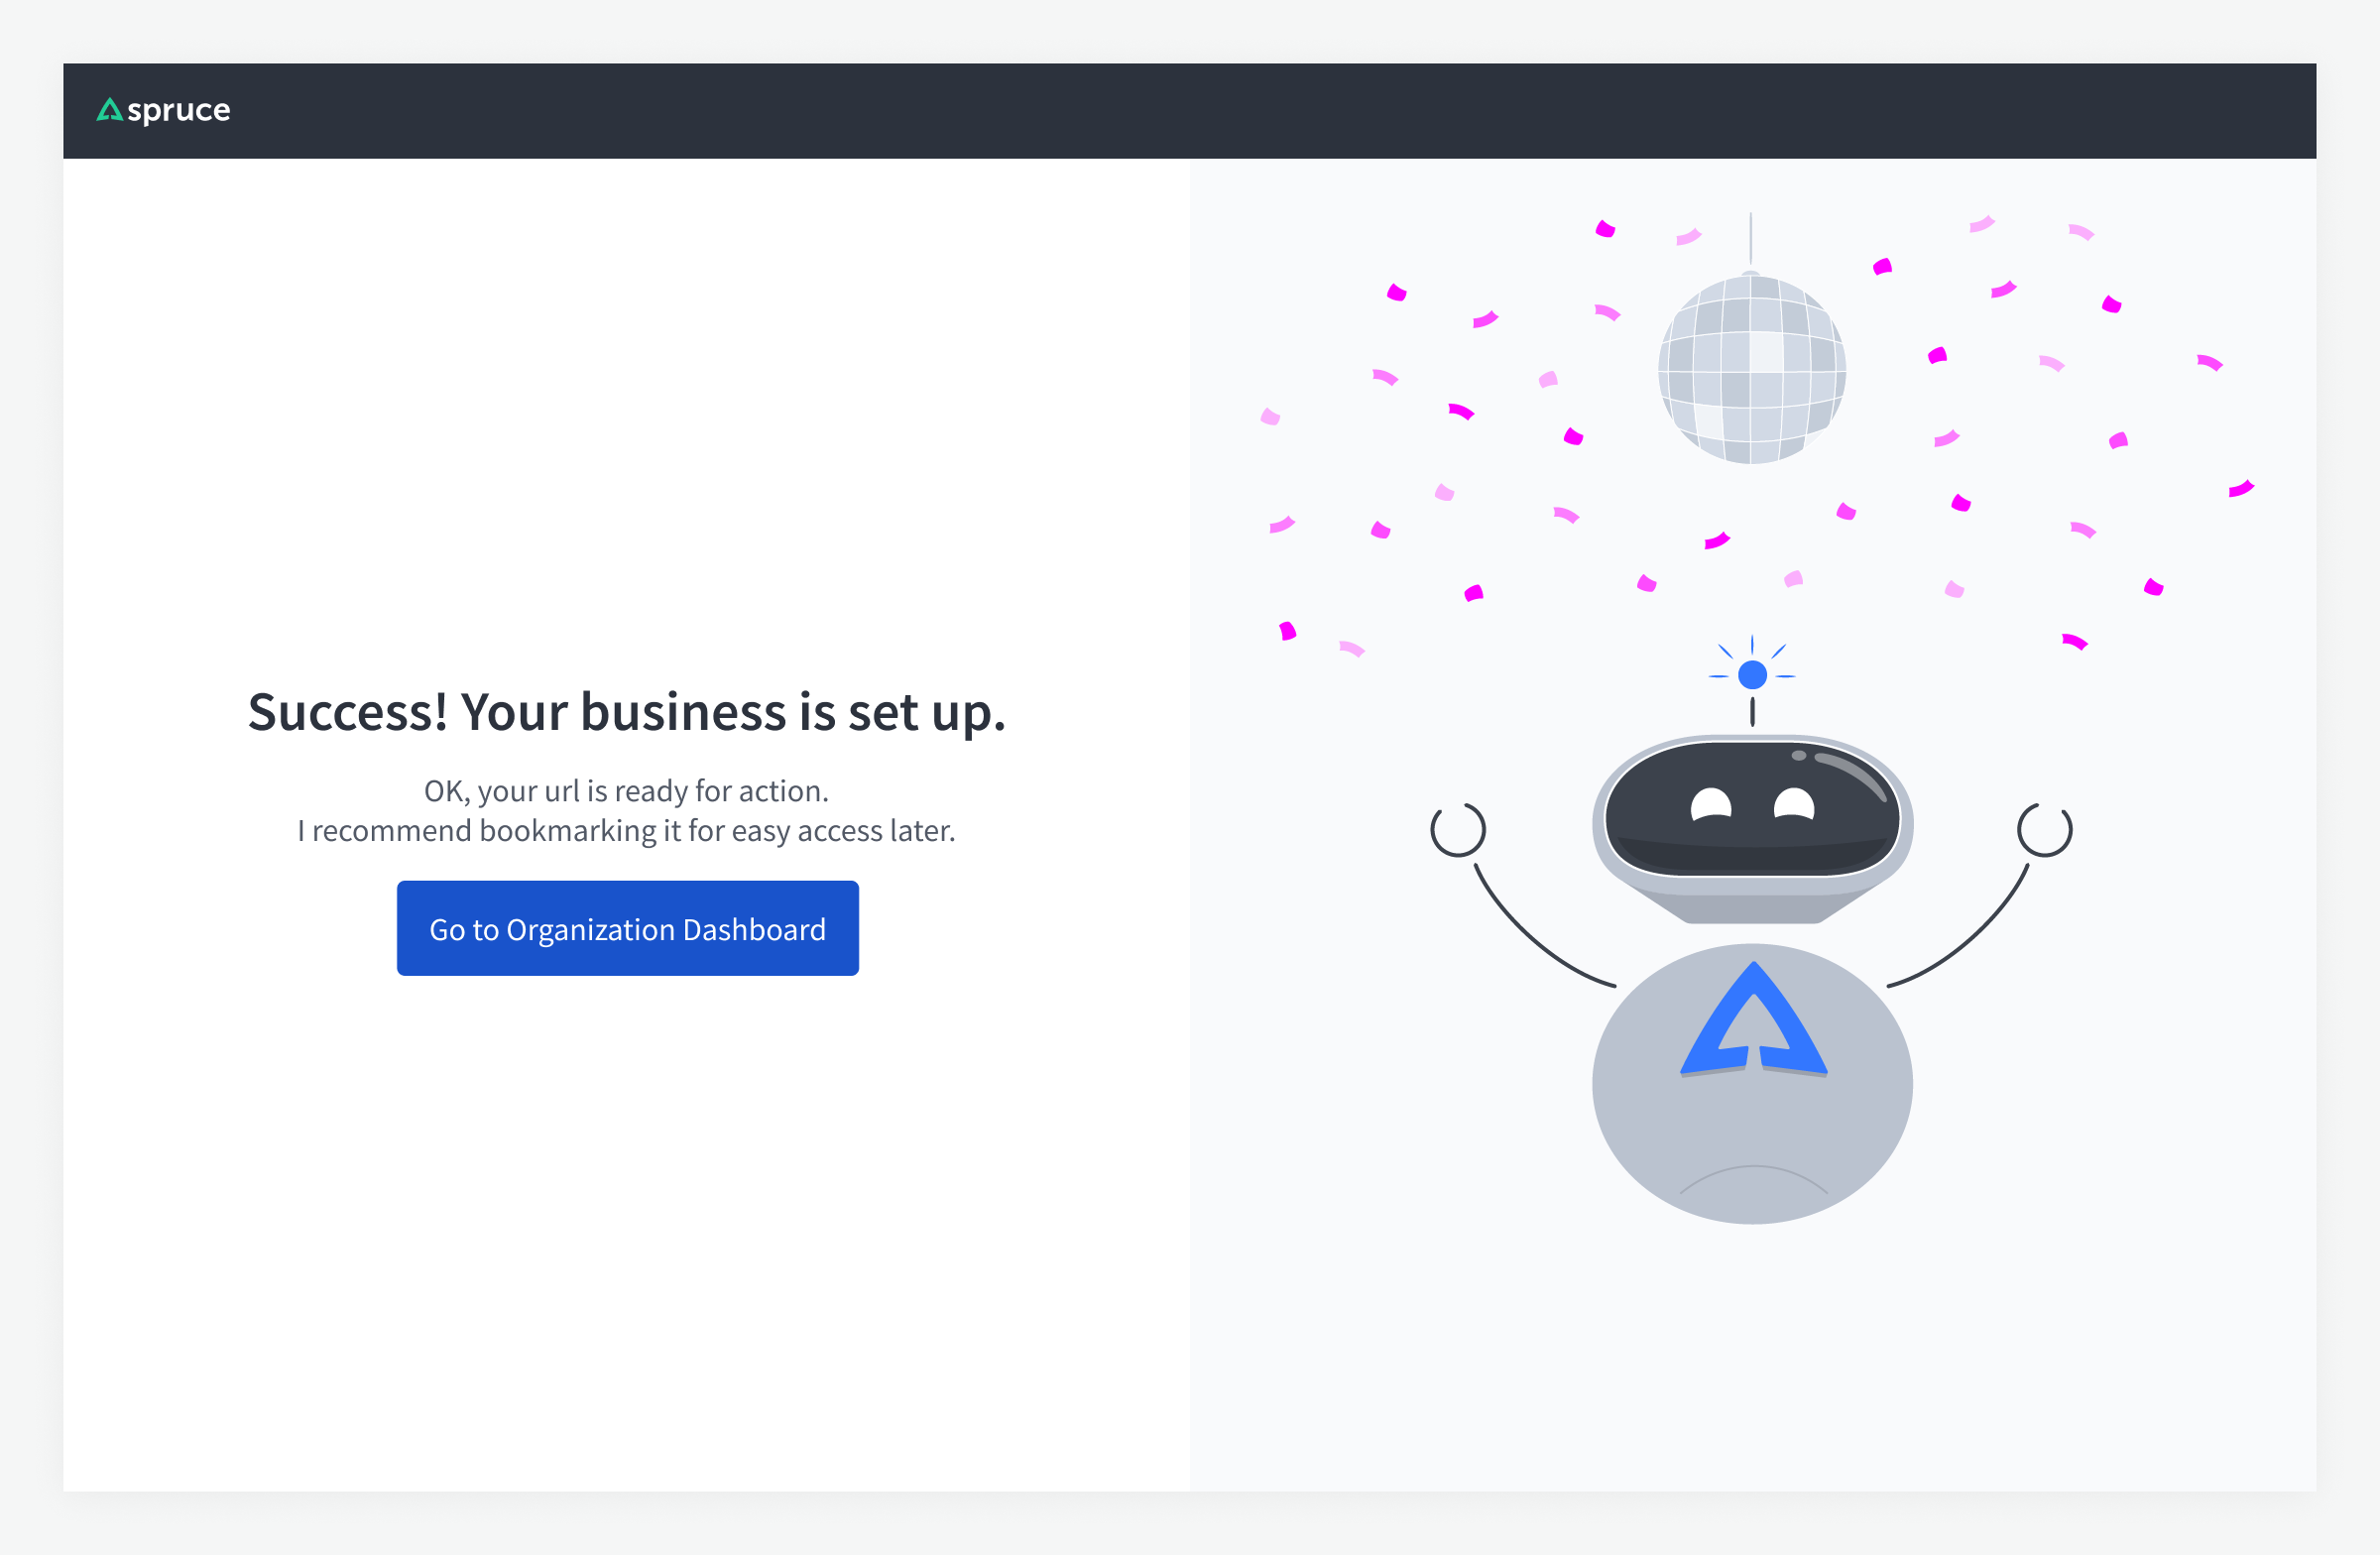 spruce
Success! Your business is set up.
OK, your url is ready for action.
I recommend bookmarking it for easy access later.
Go to Organization Dashboard